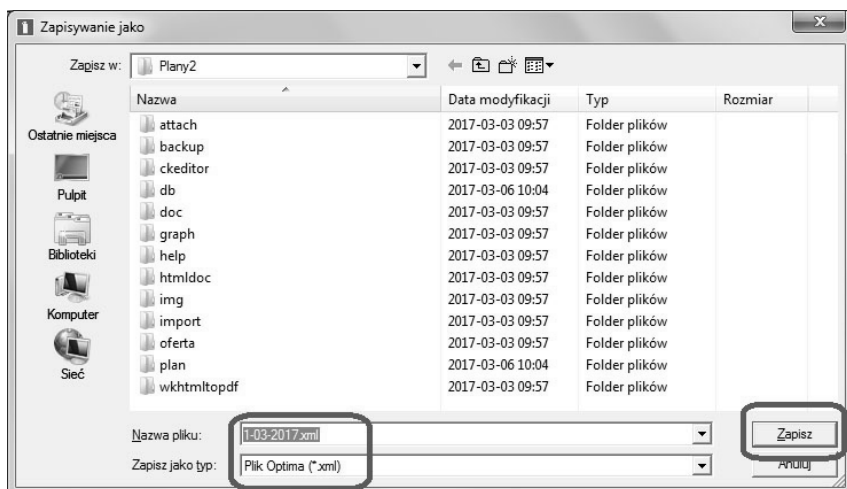 Zapisywanie jako
Zapisz w: Plany2
Nazwa Data modyfikacji Typ Rozmiar
Ostatnie miejsca
Pulpit
Biblioteki
Komputer
Sieć
attach 2017-03-03 09:57 Folder plików
backup 2017-03-03 09:57 Folder plików
ckeditor 2017-03-03 09:57 Folder plików
db 2017-03-06 10:04 Folder plików
doc 2017-03-03 09:57 Folder plików
graph 2017-03-03 09:57 Folder plików
help 2017-03-03 09:57 Folder plików
htmldoc 2017-03-03 09:57 Folder plików
img 2017-03-03 09:57 Folder plików
import 2017-03-03 09:57 Folder plików
oferta 2017-03-03 09:57 Folder plików
plan 2017-03-06 10:04 Folder plików
wkhtmltopdf 2017-03-03 09:57 Folder plików
Nazwa pliku: 1-03-2017.xml Zapisz
Zapisz jako typ: Plik Optima (*.xml) Anuluj